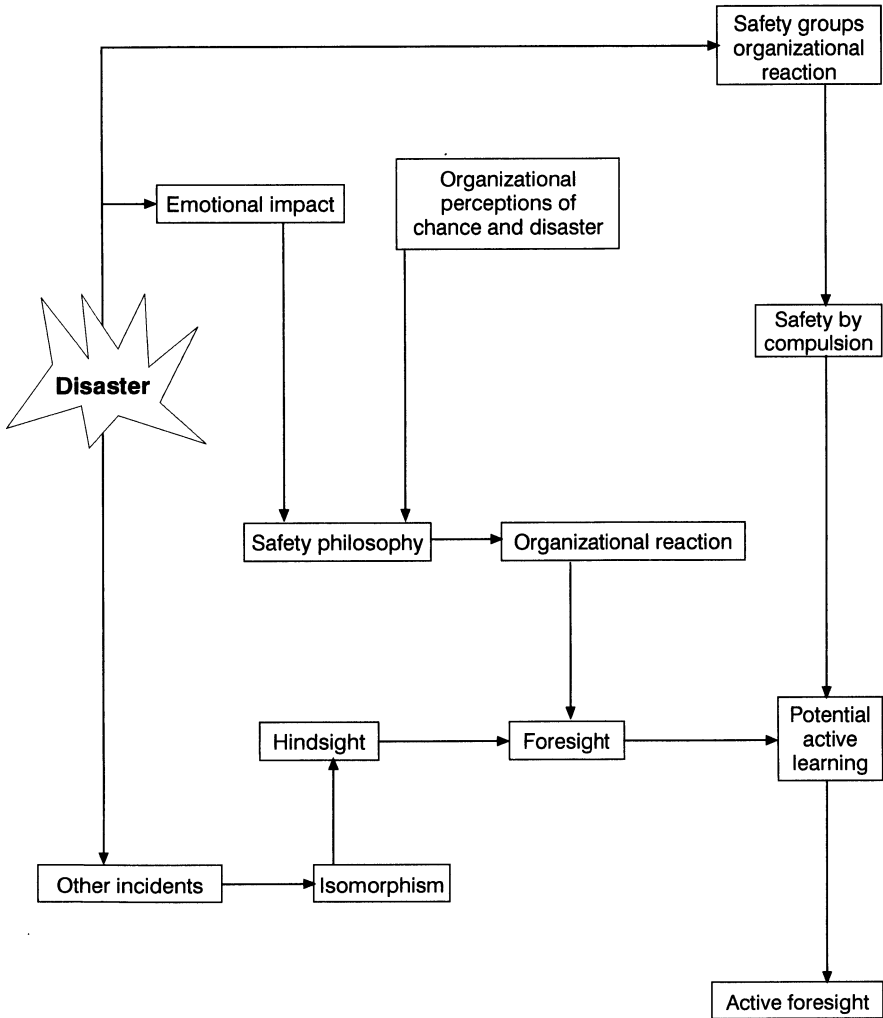 Safety groups
organizational
reaction
Emotional impact
Organizational
perceptions of
chance and disaster
Safety by
compulsion
Disaster
Safety philosophy
Organizational reaction
Hindsight
Foresight
Potential
active
learning
Other incidents
Isomorphism
Active foresight